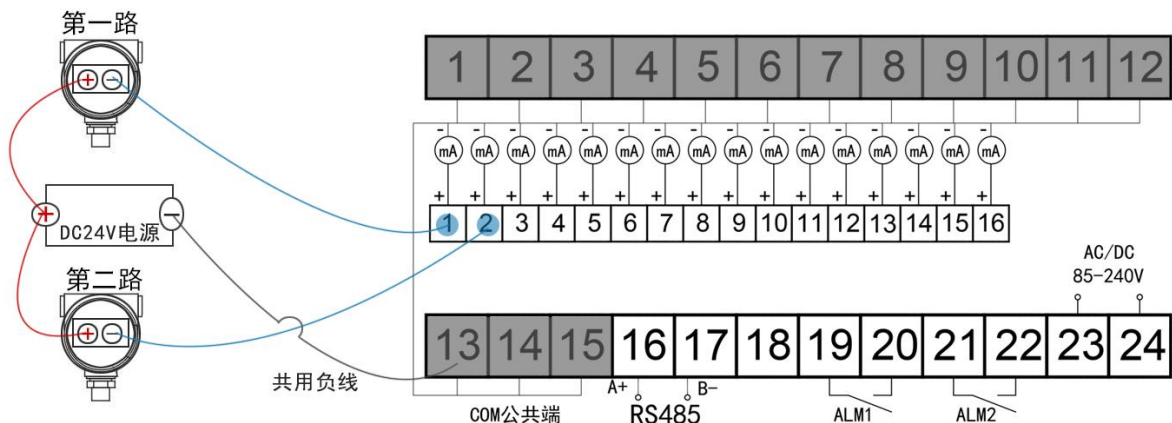 第一路
+ -
+ DC24V电源 -
第二路
+ -
共用负线
1 2 3 4 5 6 7 8 9 10 11 12
- - - - - - - - - - - - - - - -
mA mA mA mA mA mA mA mA mA mA mA mA mA mA mA mA
+ + + + + + + + + + + + + + + +
1 2 3 4 5 6 7 8 9 10 11 12 13 14 15 16
AC/DC
85-240V
13 14 15 16 17 18 19 20 21 22 23 24
A+ B-
COM公共端 RS485 ALM1 ALM2